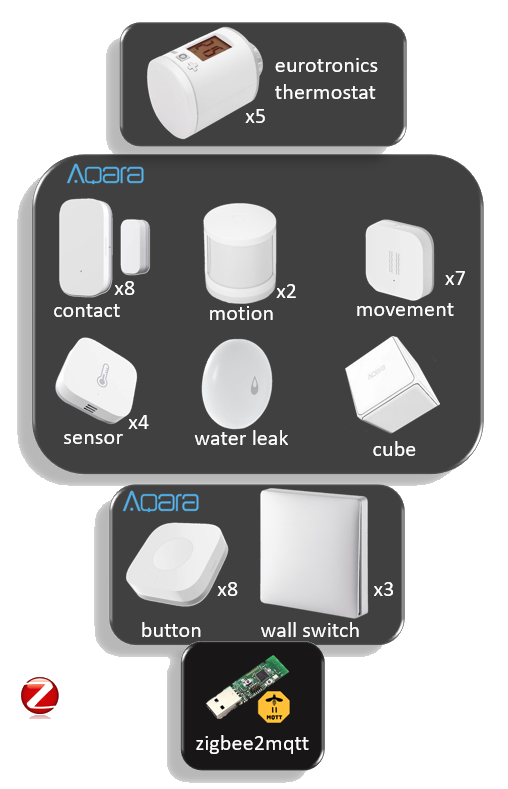 eurotronics
thermostat
x5
Aqara
x8
contact
x2
motion
x7
movement
x4
sensor
water leak
cube
Aqara
x8
button
x3
wall switch
MQTT
zigbee2mqtt